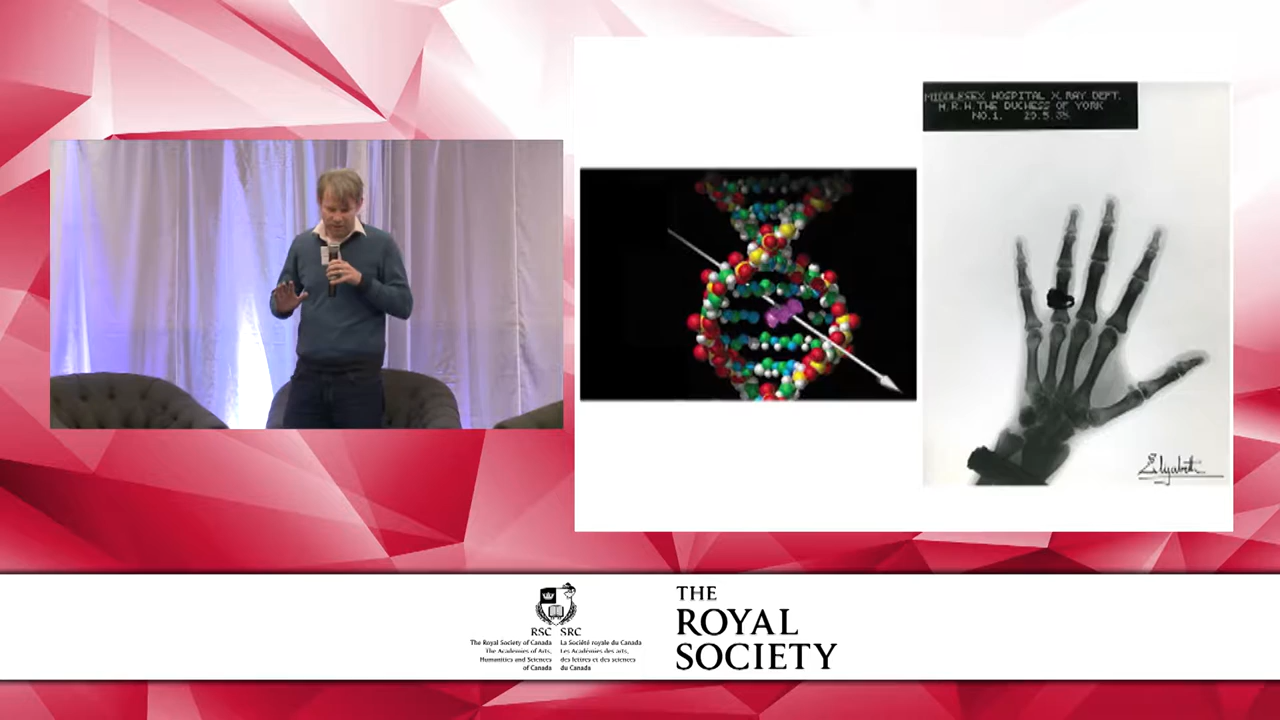 MIDDLESEX HOSPITAL X.RAY DEPT.
H.R.H.THE DUCHESS OF YORK
NO.1. 20.5.35.
Elizabeth
RSC SRC
The Royal Society of Canada
The Academies of Arts,
Humanities and Sciences
of Canada
La Société royale du Canada
Les Académies des arts,
des lettres et des sciences
du Canada
THE
ROYAL
SOCIETY